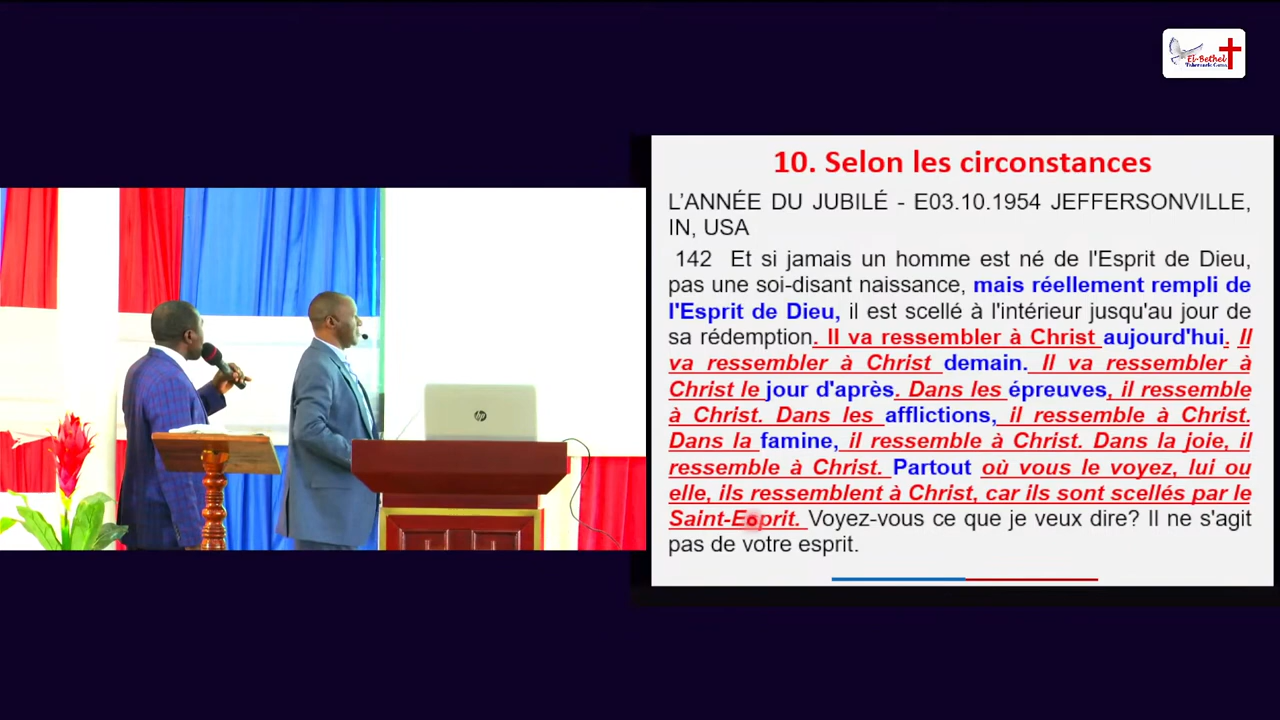 El-Bethel
10. Selon les circonstances
L'ANNÉE DU JUBILÉ - E03.10.1954 JEFFERSONVILLE,
IN, USA
142 Et si jamais un homme est né de l'Esprit de Dieu,
pas une soi-disant naissance, mais réellement rempli de
l'Esprit de Dieu, il est scellé à l'intérieur jusqu'au jour de
sa rédemption. Il va ressembler à Christ aujourd'hui. Il
va ressembler à Christ demain. Il va ressembler à
Christ le jour d'après. Dans les épreuves, il ressemble
à Christ. Dans les afflictions, il ressemble à Christ.
Dans la famine, il ressemble à Christ. Dans la joie, il
ressemble à Christ. Partout où vous le voyez, lui ou
elle, ils ressemblent à Christ, car ils sont scellés par le
Saint-Esprit. Voyez-vous ce que je veux dire? Il ne s'agit
pas de votre esprit.
hp